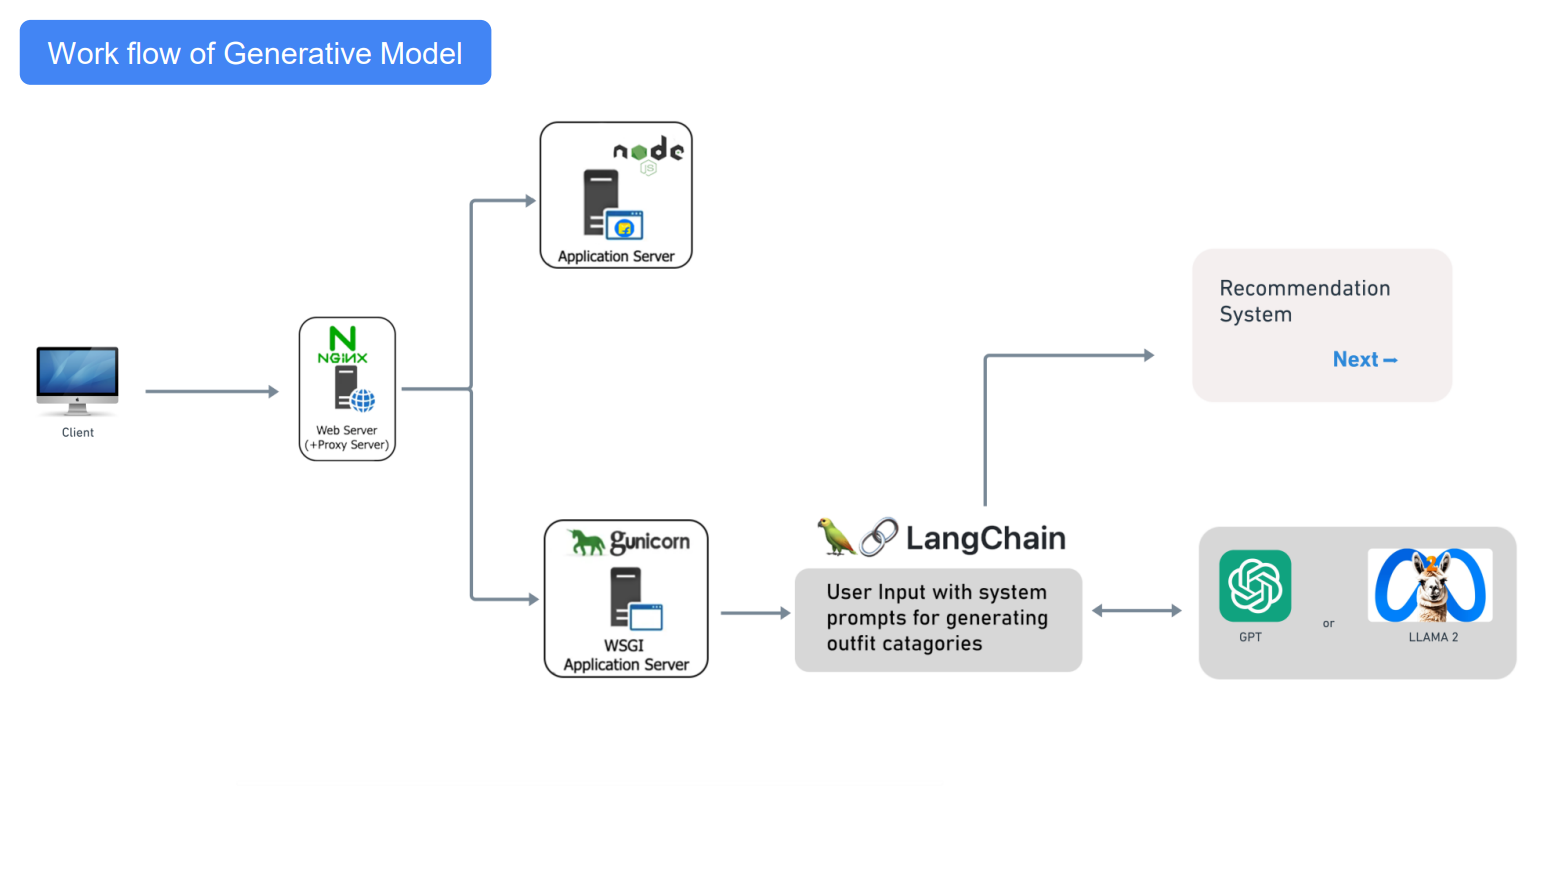 Work flow of Generative Model
node
JS
Application Server
NGiNX
Web Server
(+Proxy Server)
Client
Recommendation
System
Next
gunicorn
WSGI
Application Server
LangChain
User Input with system
prompts for generating
outfit catagories
GPT
or
LLAMA 2